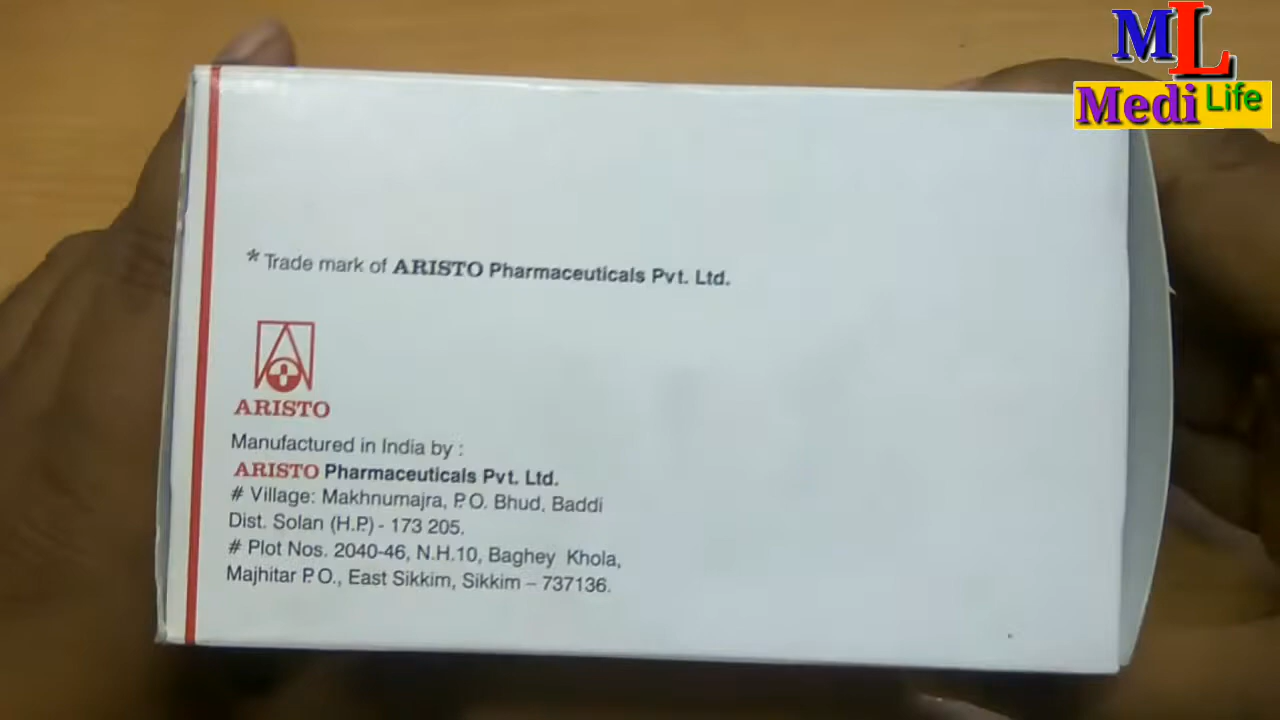 ML
Medi Life
* Trade mark of ARISTO Pharmaceuticals Pvt. Ltd.
ARISTO
Manufactured in India by :
ARISTO Pharmaceuticals Pvt. Ltd.
# Village: Makhnumajra, P.O. Bhud, Baddi
Dist. Solan (H.P.) - 173 205.
# Plot Nos. 2040-46, N.H.10, Baghey Khola,
Majhitar P.O., East Sikkim, Sikkim – 737136.